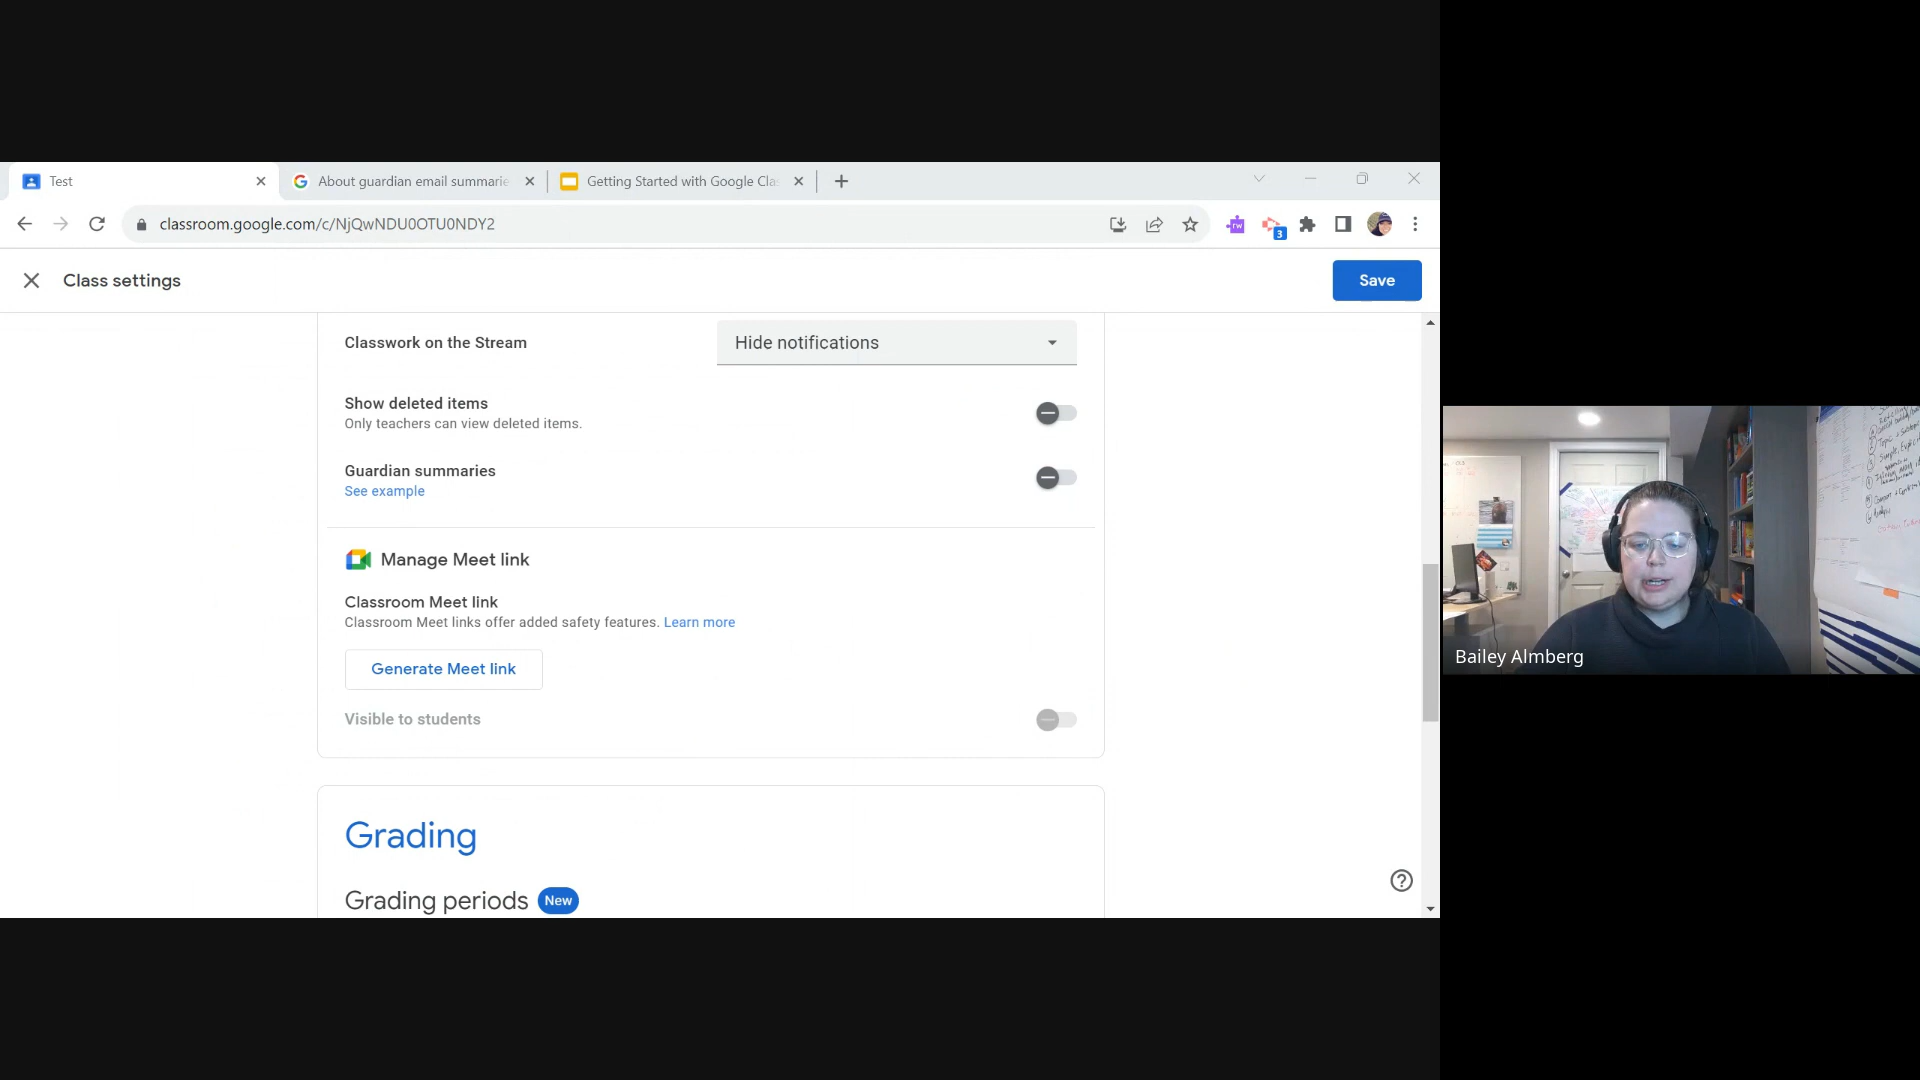 Test
About guardian email summarie
Getting Started with Google Cla
classroom.google.com/c/NjQwNDU0OTU0NDY2
rw
3
Class settings
Save
Classwork on the Stream
Hide notifications
Show deleted items
Only teachers can view deleted items.
Guardian summaries
See example
Manage Meet link
Classroom Meet link
Classroom Meet links offer added safety features. Learn more
Generate Meet link
Visible to students
Grading
Grading periods New
Bailey Almberg